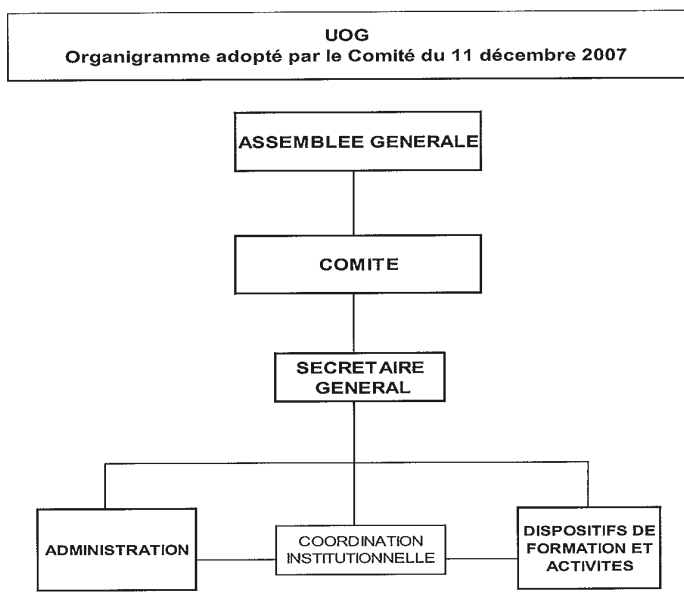 UOG
Organigramme adopté par le Comité du 11 décembre 2007
ASSEMBLEE GENERALE
COMITE
SECRETAIRE
GENERAL
ADMINISTRATION
COORDINATION
INSTITUTIONNELLE
DISPOSITIFS DE
FORMATION ET
ACTIVITES